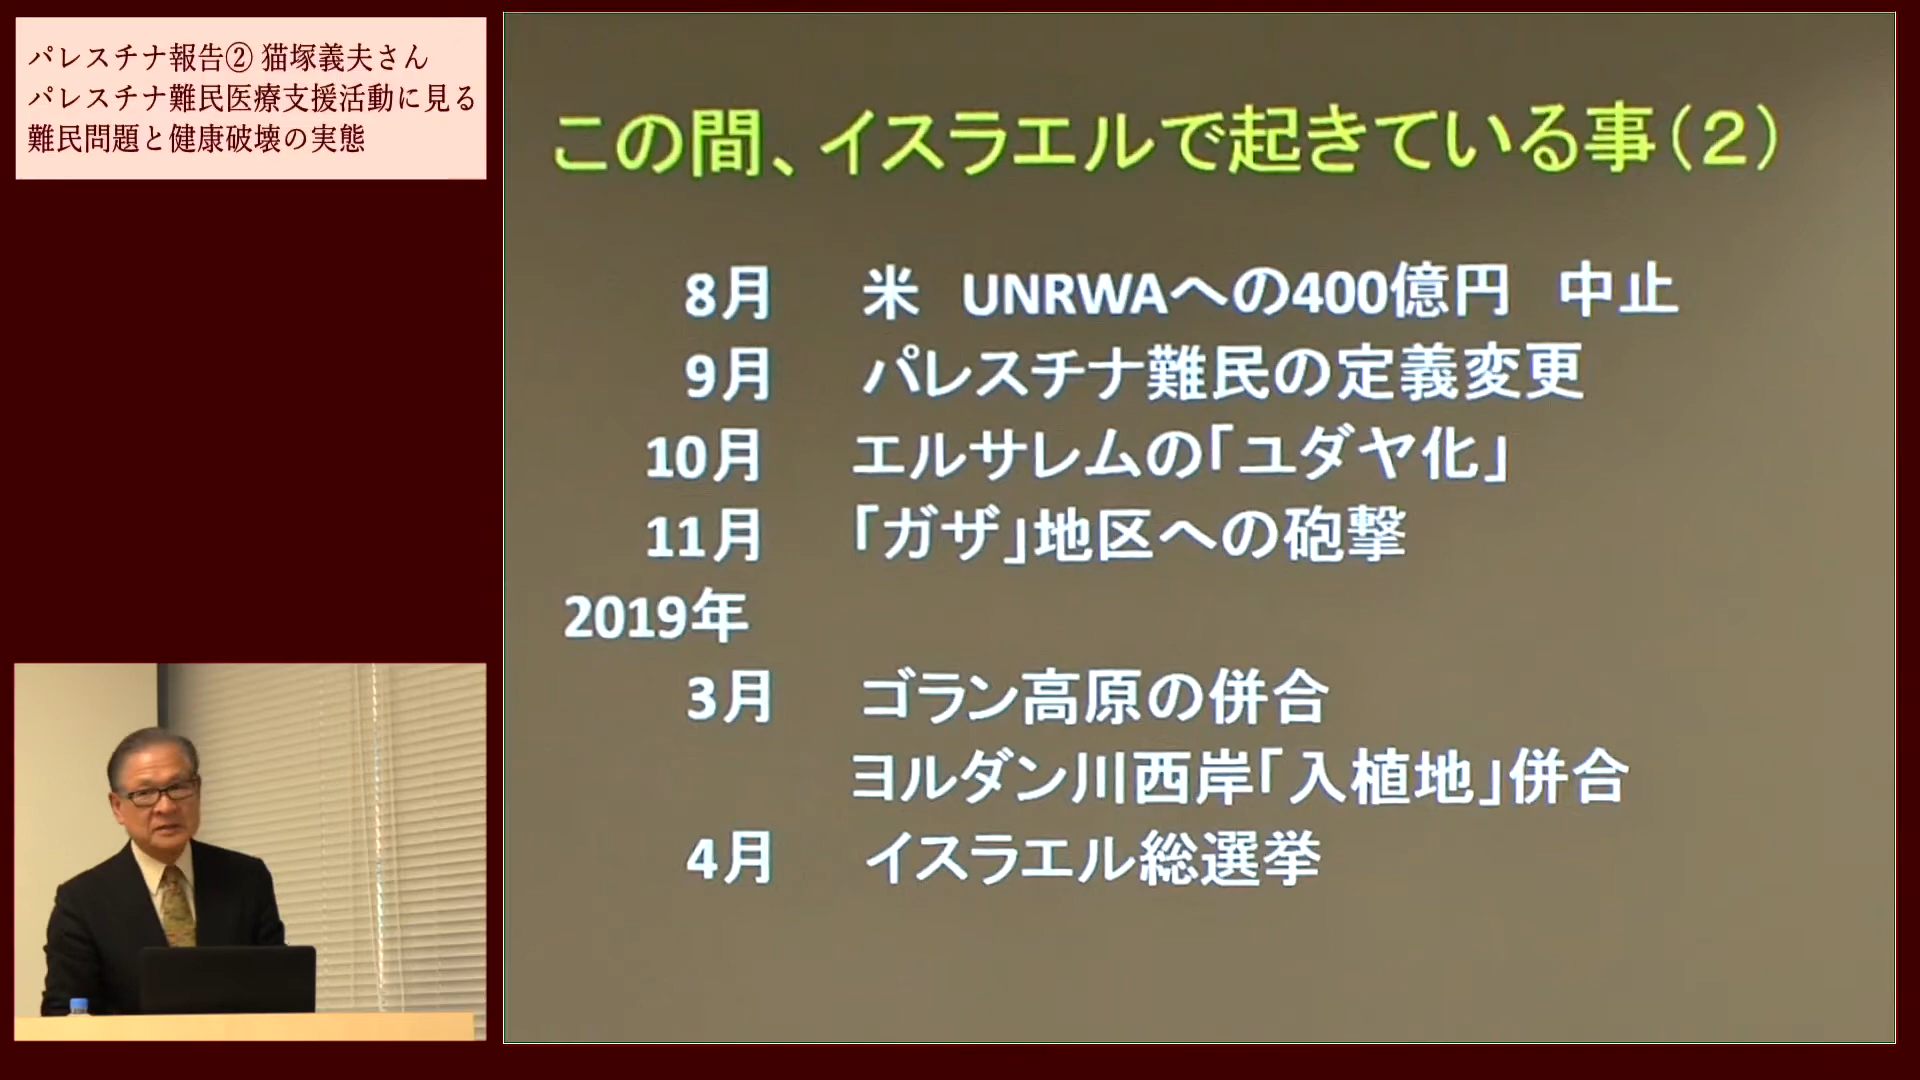 パレスチナ報告② 猫塚義夫さん
パレスチナ難民医療支援活動に見る
難民問題と健康破壊の実態
この間、イスラエルで起きている事(2)
8月 米 UNRWAへの400億円 中止
9月 パレスチナ難民の定義変更
10月 エルサレムの「ユダヤ化」
11月 「ガザ」地区への砲撃
2019年
3月 ゴラン高原の併合
ヨルダン川西岸「入植地」併合
4月 イスラエル総選挙